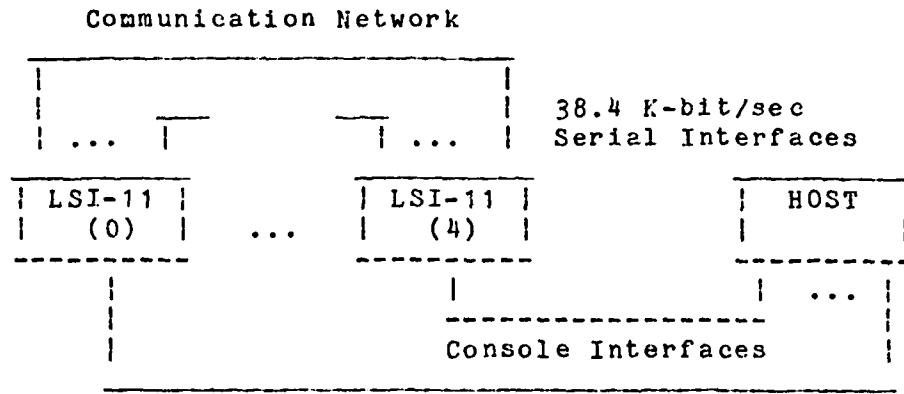 Communication Network
38.4 K-bit/sec
... ... Serial Interfaces
LSI-11 LSI-11 HOST
(0) ... (4)
...
Console Interfaces